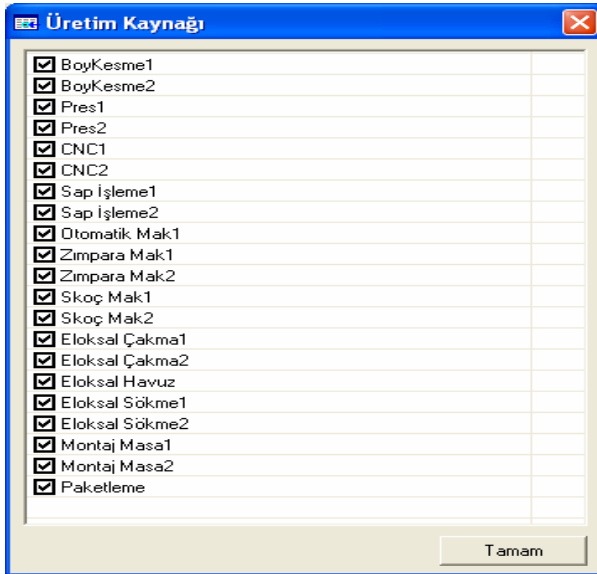 Üretim Kaynağı
BoyKesme1
BoyKesme2
Pres1
Pres2
CNC1
CNC2
Sap İşleme1
Sap İşleme2
Otomatik Mak1
Zımpara Mak1
Zımpara Mak2
Skoç Mak1
Skoç Mak2
Eloksal Çakma1
Eloksal Çakma2
Eloksal Havuz
Eloksal Sökme1
Eloksal Sökme2
Montaj Masa1
Montaj Masa2
Paketleme
Tamam